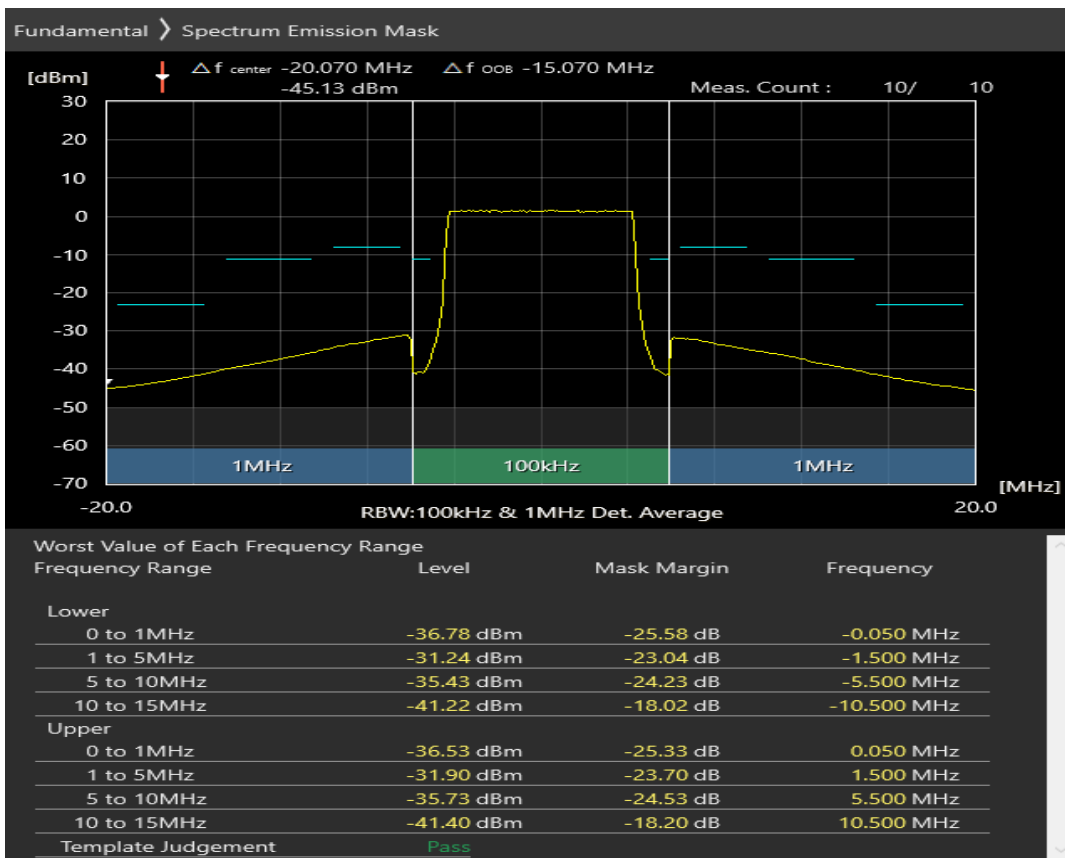 Fundamental 》 Spectrum Emission Mask
[dBm]
△f center -20.070 MHz △f OOB -15.070 MHz
-45.13 dBm
Meas. Count : 10/ 10
30
20
10
0
-10
-20
-30
-40
-50
-60
-70
1MHz 100kHz 1MHz
[MHz]
-20.0 RBW:100kHz & 1MHz Det. Average 20.0
Worst Value of Each Frequency Range
Frequency Range Level Mask Margin Frequency
Lower
0 to 1MHz -36.78 dBm -25.58 dB -0.050 MHz
1 to 5MHz -31.24 dBm -23.04 dB -1.500 MHz
5 to 10MHz -35.43 dBm -24.23 dB -5.500 MHz
10 to 15MHz -41.22 dBm -18.02 dB -10.500 MHz
Upper
0 to 1MHz -36.53 dBm -25.33 dB 0.050 MHz
1 to 5MHz -31.90 dBm -23.70 dB 1.500 MHz
5 to 10MHz -35.73 dBm -24.53 dB 5.500 MHz
10 to 15MHz -41.40 dBm -18.20 dB 10.500 MHz
Template Judgement Pass